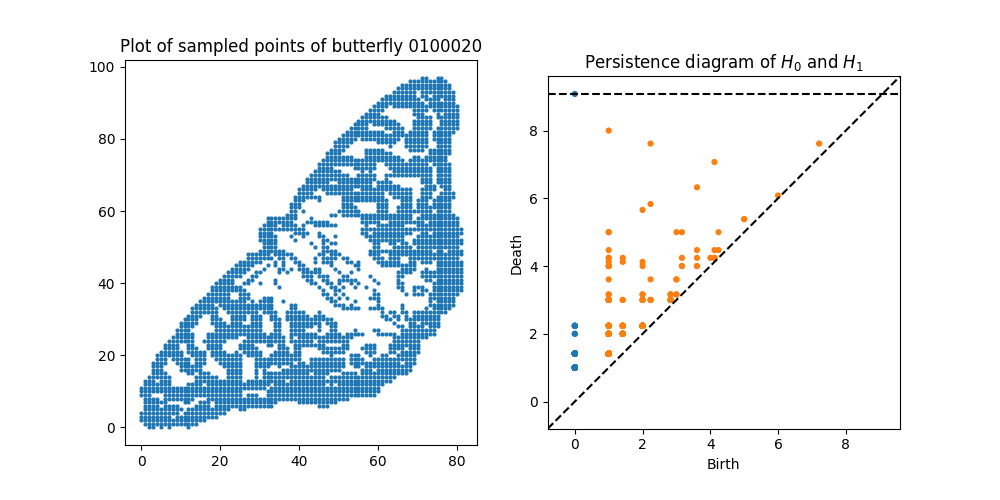 Plot of sampled points of butterfly 0100020
100
80
60
40
20
0
0 20 40 60 80
Persistence diagram of H₀ and H₁
Death
8
6
4
2
0
0 2 4 6 8
Birth